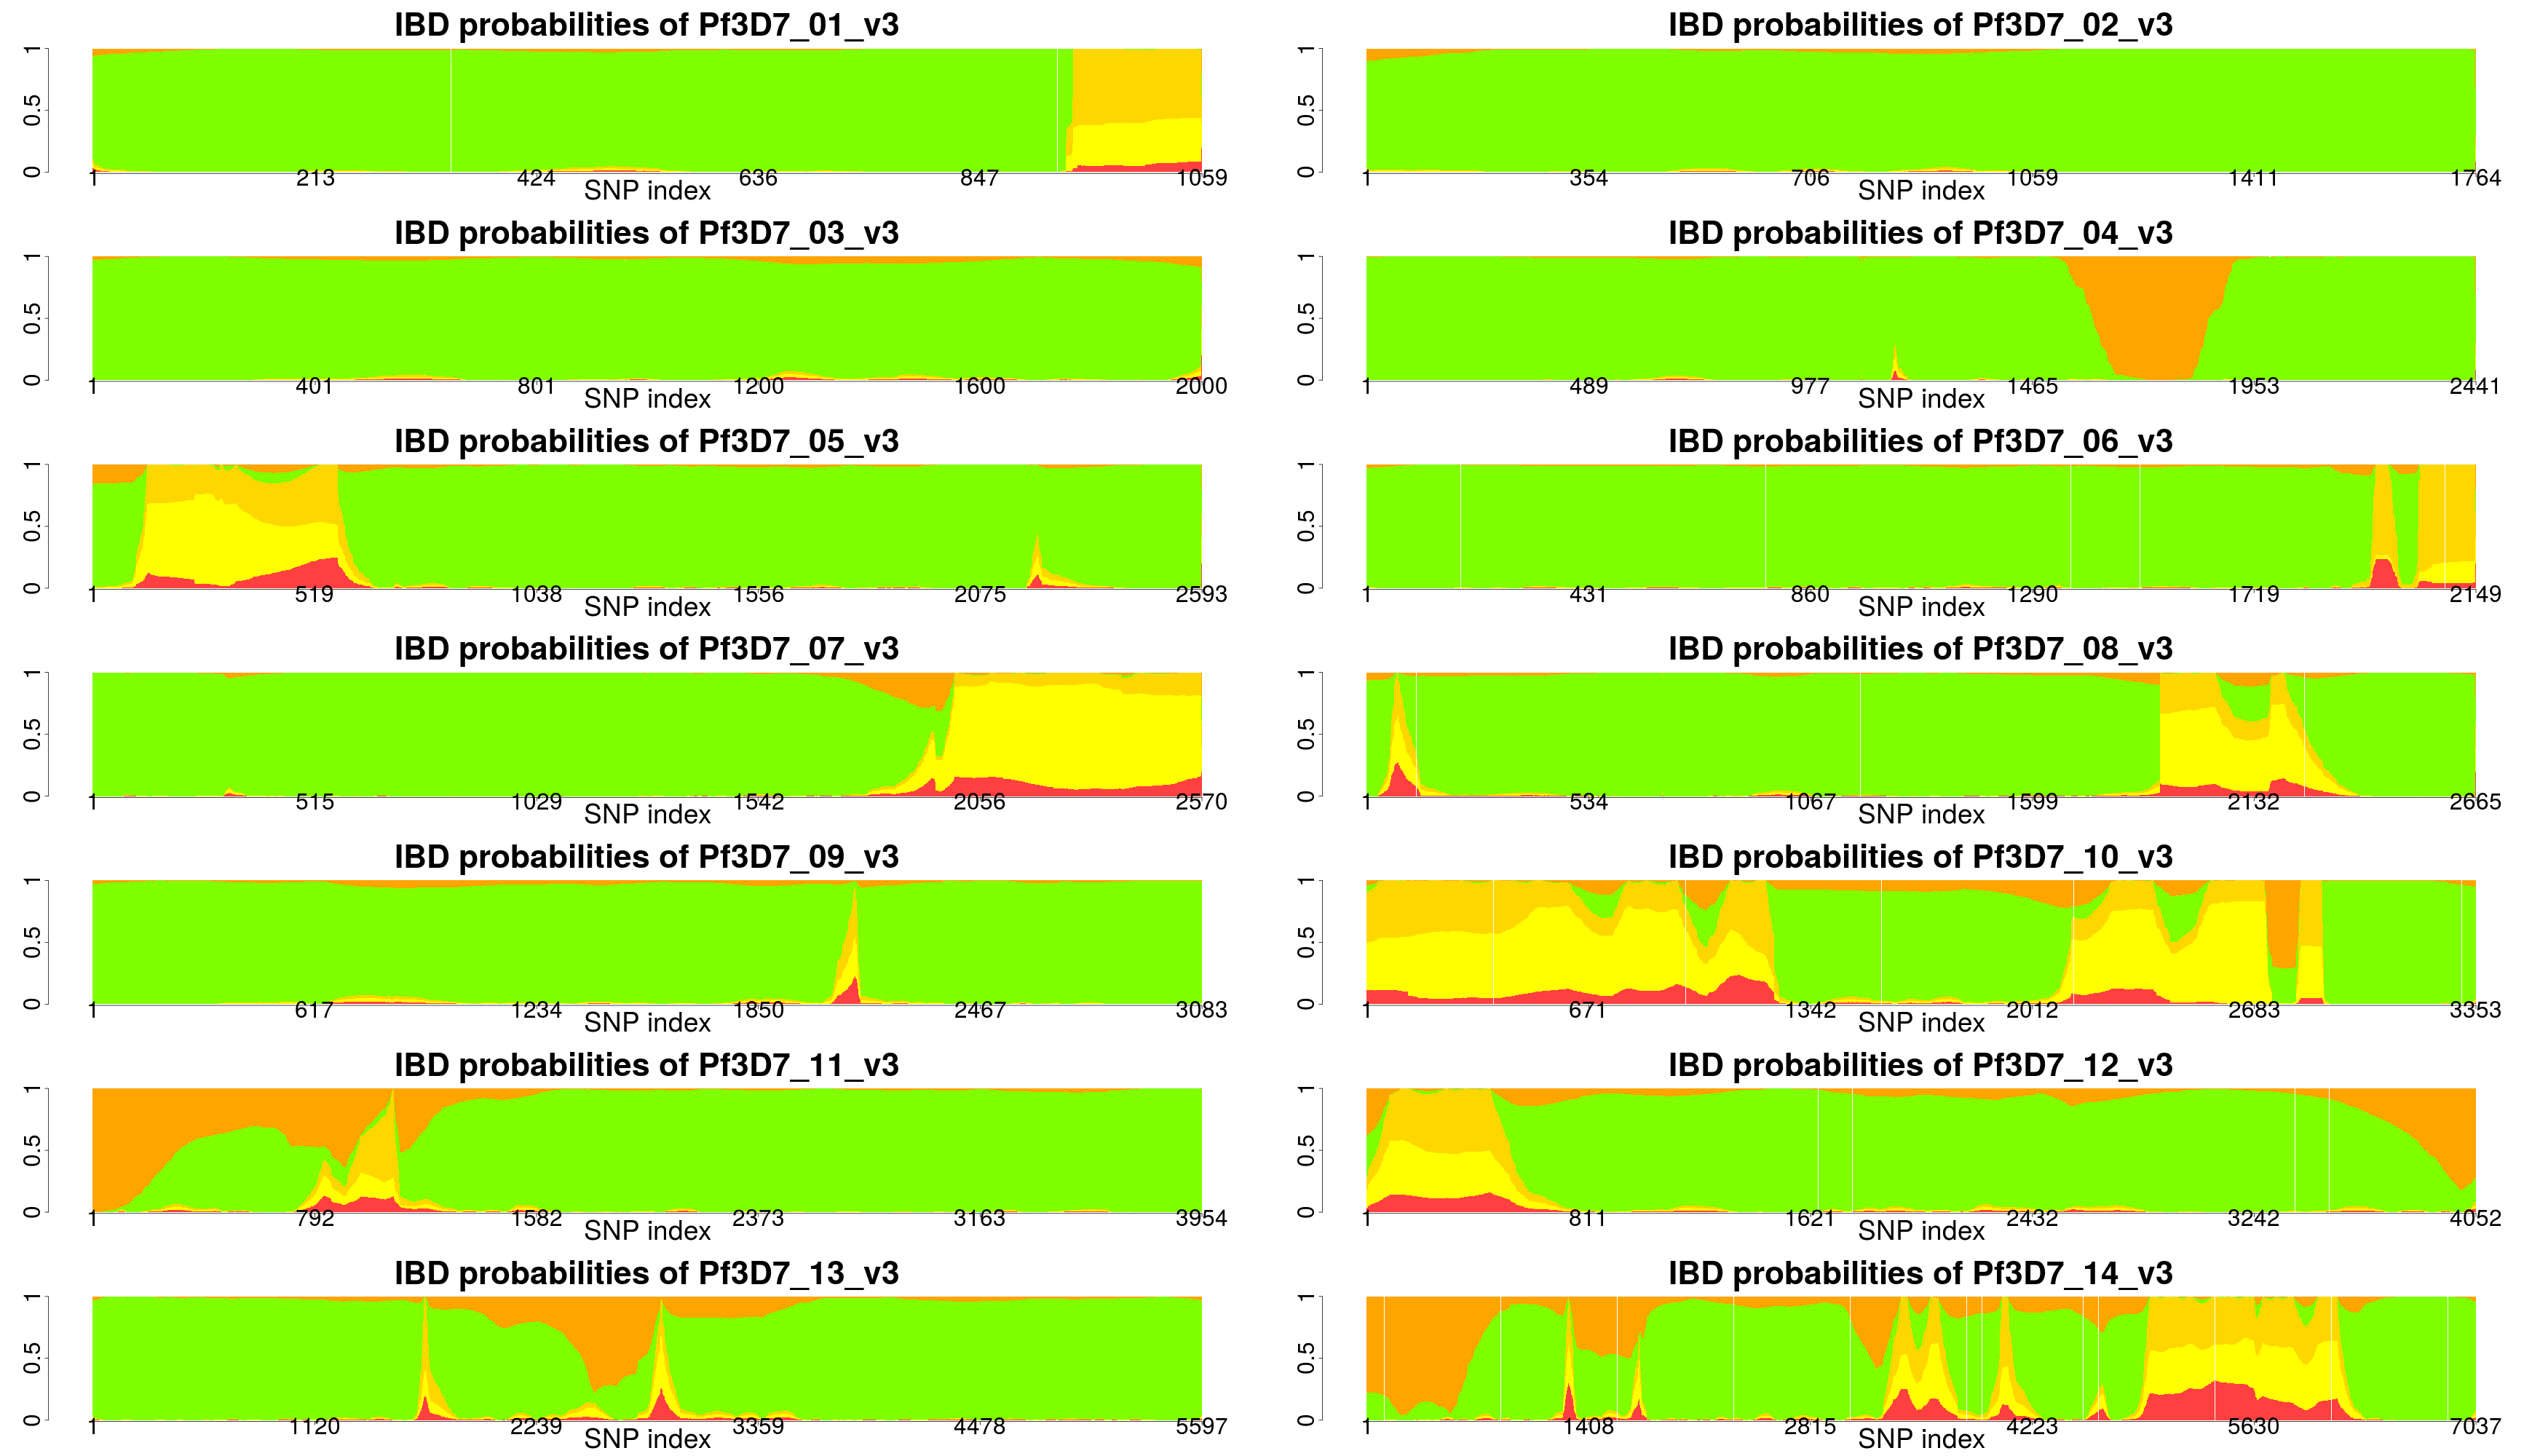 IBD probabilities of Pf3D7_01_v3
0 0.5 1
1 213 424 636 847 1059
SNP index
IBD probabilities of Pf3D7_02_v3
0 0.5 1
1 354 706 1059 1411 1764
SNP index
IBD probabilities of Pf3D7_03_v3
0 0.5 1
1 401 801 1200 1600 2000
SNP index
IBD probabilities of Pf3D7_04_v3
0 0.5 1
1 489 977 1465 1953 2441
SNP index
IBD probabilities of Pf3D7_05_v3
0 0.5 1
1 519 1038 1556 2075 2593
SNP index
IBD probabilities of Pf3D7_06_v3
0 0.5 1
1 431 860 1290 1719 2149
SNP index
IBD probabilities of Pf3D7_07_v3
0 0.5 1
1 515 1029 1542 2056 2570
SNP index
IBD probabilities of Pf3D7_08_v3
0 0.5 1
1 534 1067 1599 2132 2665
SNP index
IBD probabilities of Pf3D7_09_v3
0 0.5 1
1 617 1234 1850 2467 3083
SNP index
IBD probabilities of Pf3D7_10_v3
0 0.5 1
1 671 1342 2012 2683 3353
SNP index
IBD probabilities of Pf3D7_11_v3
0 0.5 1
1 792 1582 2373 3163 3954
SNP index
IBD probabilities of Pf3D7_12_v3
0 0.5 1
1 811 1621 2432 3242 4052
SNP index
IBD probabilities of Pf3D7_13_v3
0 0.5 1
1 1120 2239 3359 4478 5597
SNP index
IBD probabilities of Pf3D7_14_v3
0 0.5 1
1 1408 2815 4223 5630 7037
SNP index